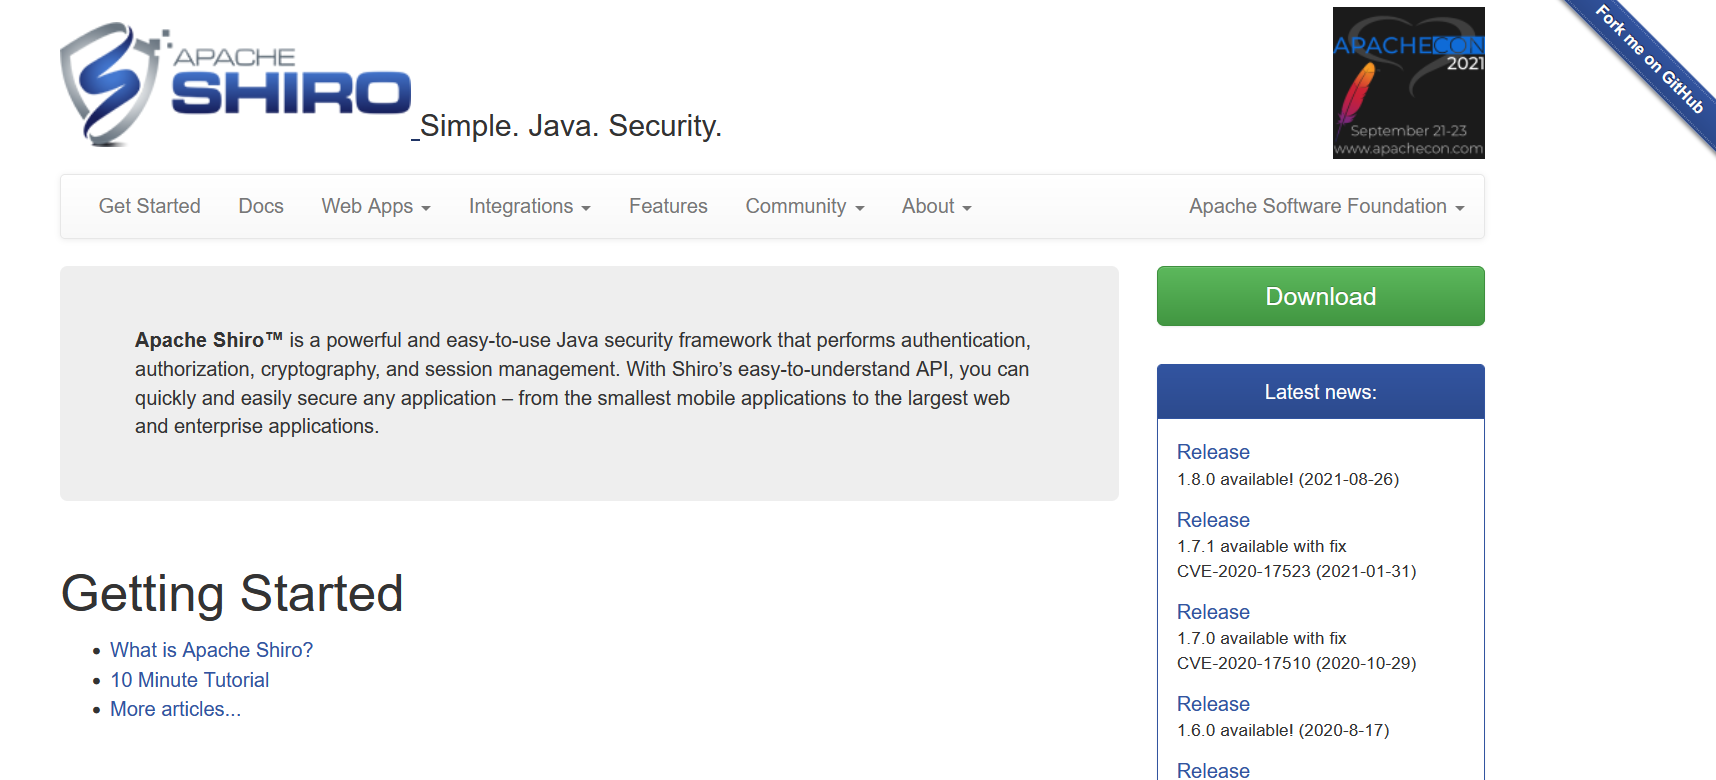 APACHE
SHIRO
Simple. Java. Security.
APACHECON
2021
September 21-23
www.apachecon.com
Fork me on GitHub
Get Started
Docs
Web Apps
Integrations
Features
Community
About
Apache Software Foundation
Apache Shiro™ is a powerful and easy-to-use Java security framework that performs authentication,
authorization, cryptography, and session management. With Shiro’s easy-to-understand API, you can
quickly and easily secure any application – from the smallest mobile applications to the largest web
and enterprise applications.
Getting Started
What is Apache Shiro?
10 Minute Tutorial
More articles...
Download
Latest news:
Release
1.8.0 available! (2021-08-26)
Release
1.7.1 available with fix
CVE-2020-17523 (2021-01-31)
Release
1.7.0 available with fix
CVE-2020-17510 (2020-10-29)
Release
1.6.0 available! (2020-8-17)
Release